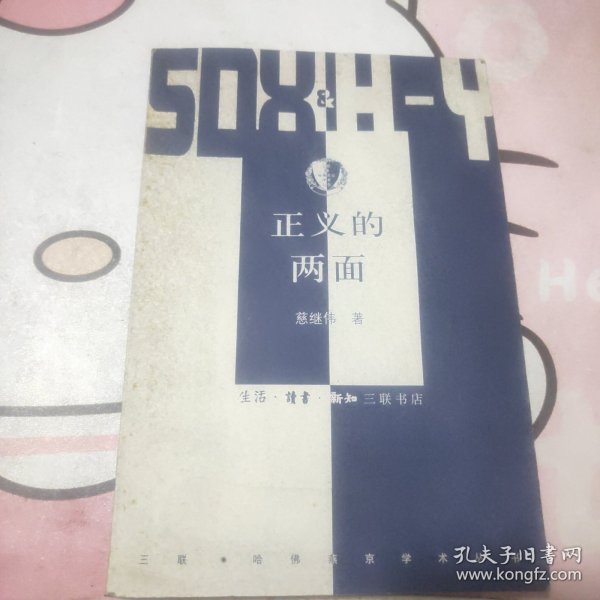 SDX&H-Y
正义的
两面
慈继伟 著
生活·讀書·新知三联书店
三联·哈佛燕京学术
孔夫子旧书网
www.kongfz.com
He